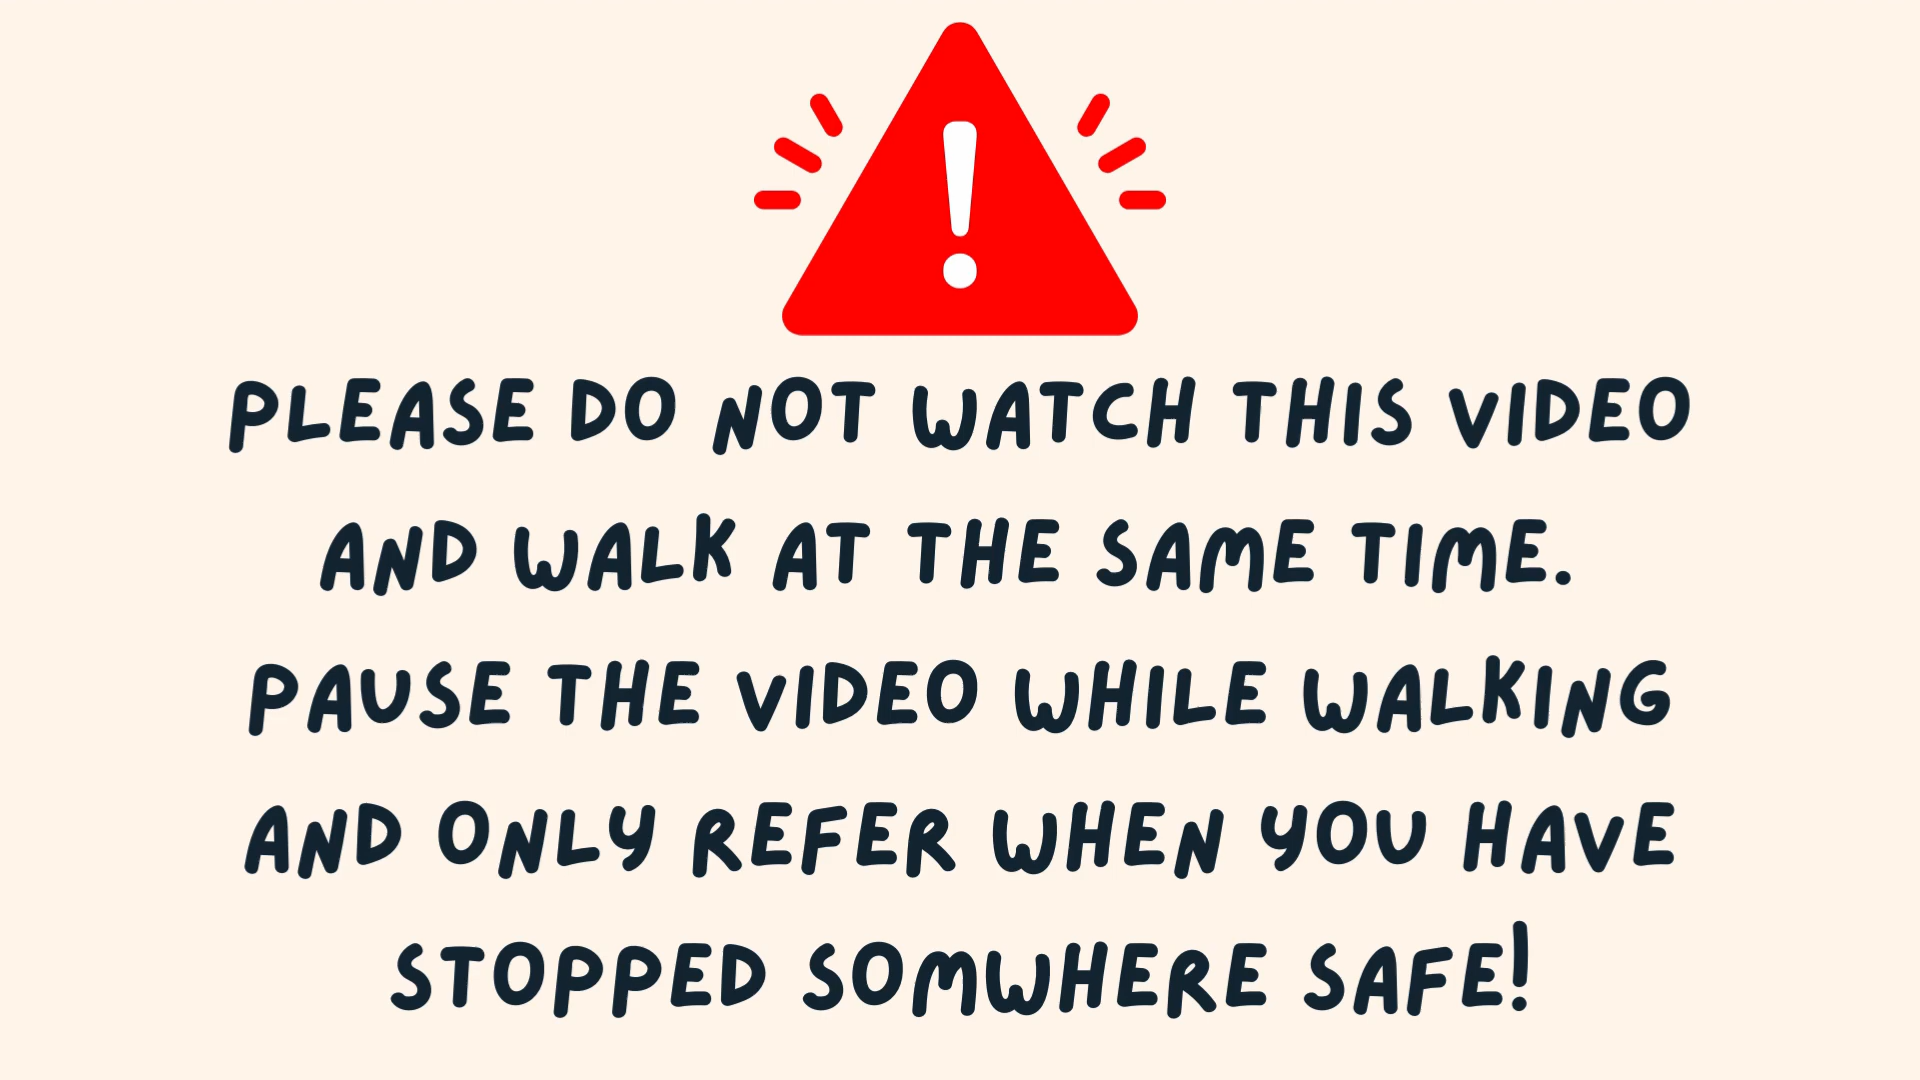 !
PLEASE DO NOT WATCH THIS VIDEO
AND WALK AT THE SAME TIME.
PAUSE THE VIDEO WHILE WALKING
AND ONLY REFER WHEN YOU HAVE
STOPPED SOMWHERE SAFE!